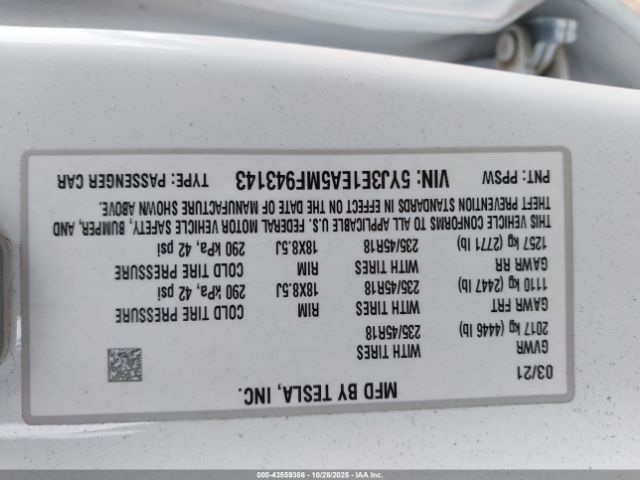 MFD BY TESLA, INC.
03/21
GVWR WITH TIRES
2017 kg (4446 lb) 235/45R18
GAWR FRT WITH TIRES RIM COLD TIRE PRESSURE
1110 kg (2447 lb) 235/45R18 18X8.5J 290 kPa, 42 psi
GAWR RR WITH TIRES RIM COLD TIRE PRESSURE
1257 kg (2771 lb) 235/45R18 18X8.5J 290 kPa, 42 psi
THIS VEHICLE CONFORMS TO ALL APPLICABLE U.S. FEDERAL MOTOR VEHICLE SAFETY, BUMPER, AND
THEFT PREVENTION STANDARDS IN EFFECT ON THE DATE OF MANUFACTURE SHOWN ABOVE.
PNT: PPSW VIN: 5YJ3E1EA5MF943143 TYPE: PASSENGER CAR
000-43559386 | 10/28/2025 | IAA Inc.